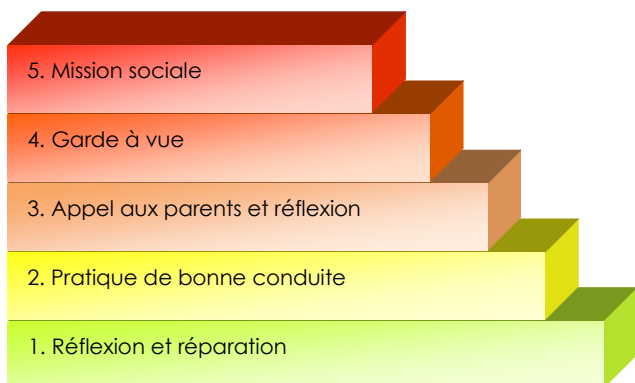 5. Mission sociale
4. Garde à vue
3. Appel aux parents et réflexion
2. Pratique de bonne conduite
1. Réflexion et réparation